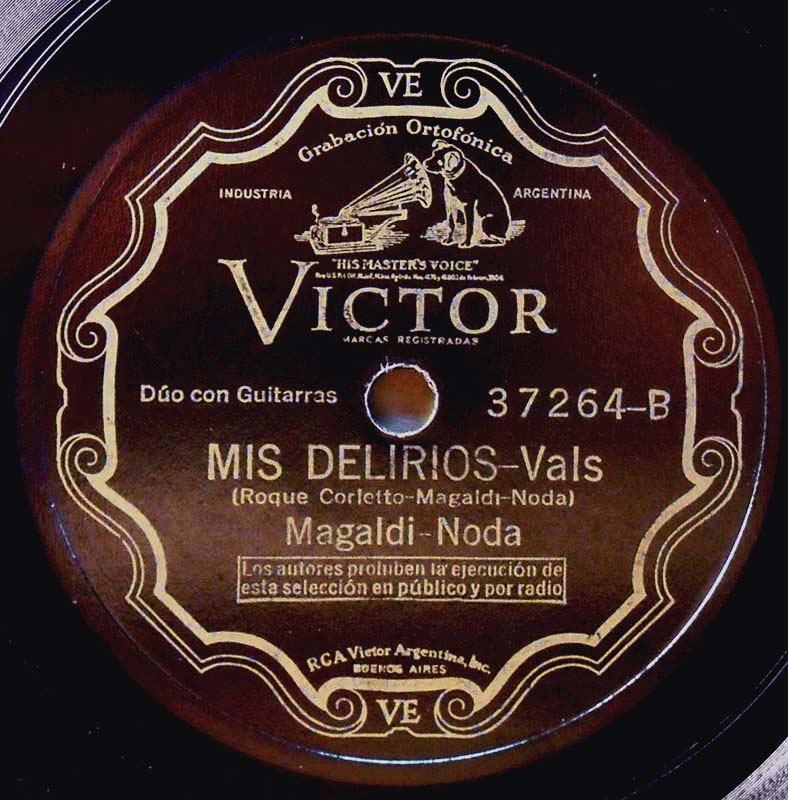 VE
Grabación Ortofónica
INDUSTRIA ARGENTINA
"HIS MASTER'S VOICE"
VICTOR
MARCAS REGISTRADAS
Dúo con Guitarras 37264-B
MIS DELIRIOS-Vals
(Roque Corletto-Magaldi-Noda)
Magaldi-Noda
Los autores prohiben la ejecución de
esta selección en público y por radio
RCA Victor Argentina, Inc.
BUENOS AIRES
VE